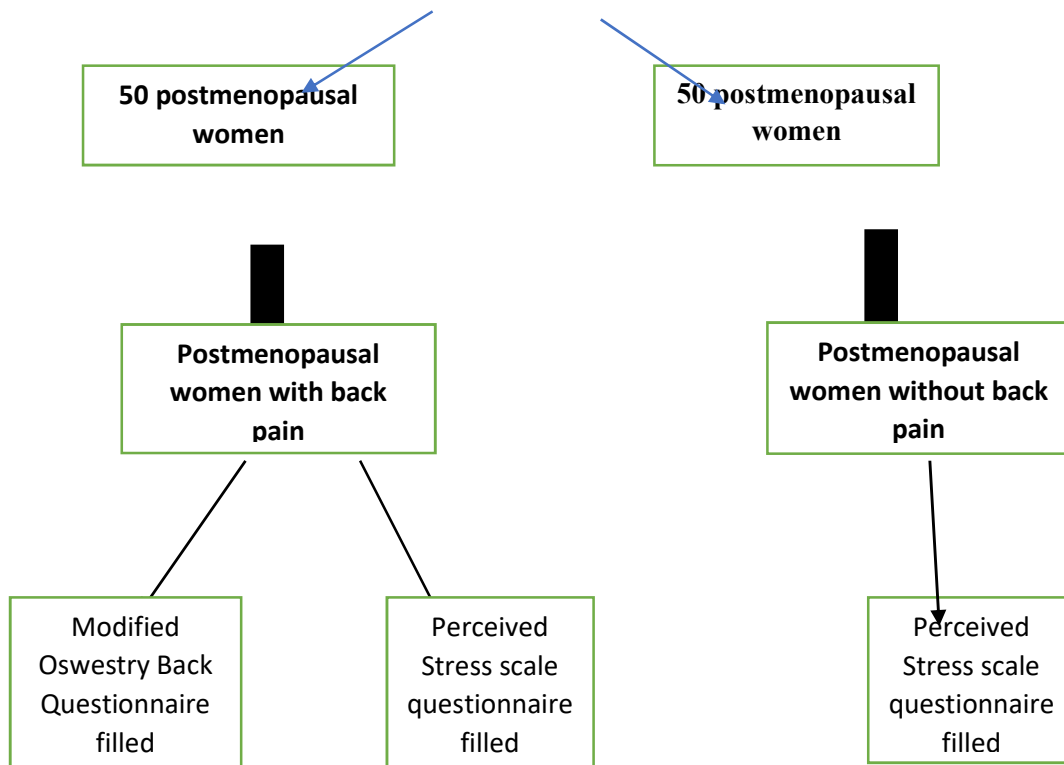 50 postmenopausal
women
50 postmenopausal
women
Postmenopausal
women with back
pain
Postmenopausal
women without back
pain
Modified
Oswestry Back
Questionnaire
filled
Perceived
Stress scale
questionnaire
filled
Perceived
Stress scale
questionnaire
filled